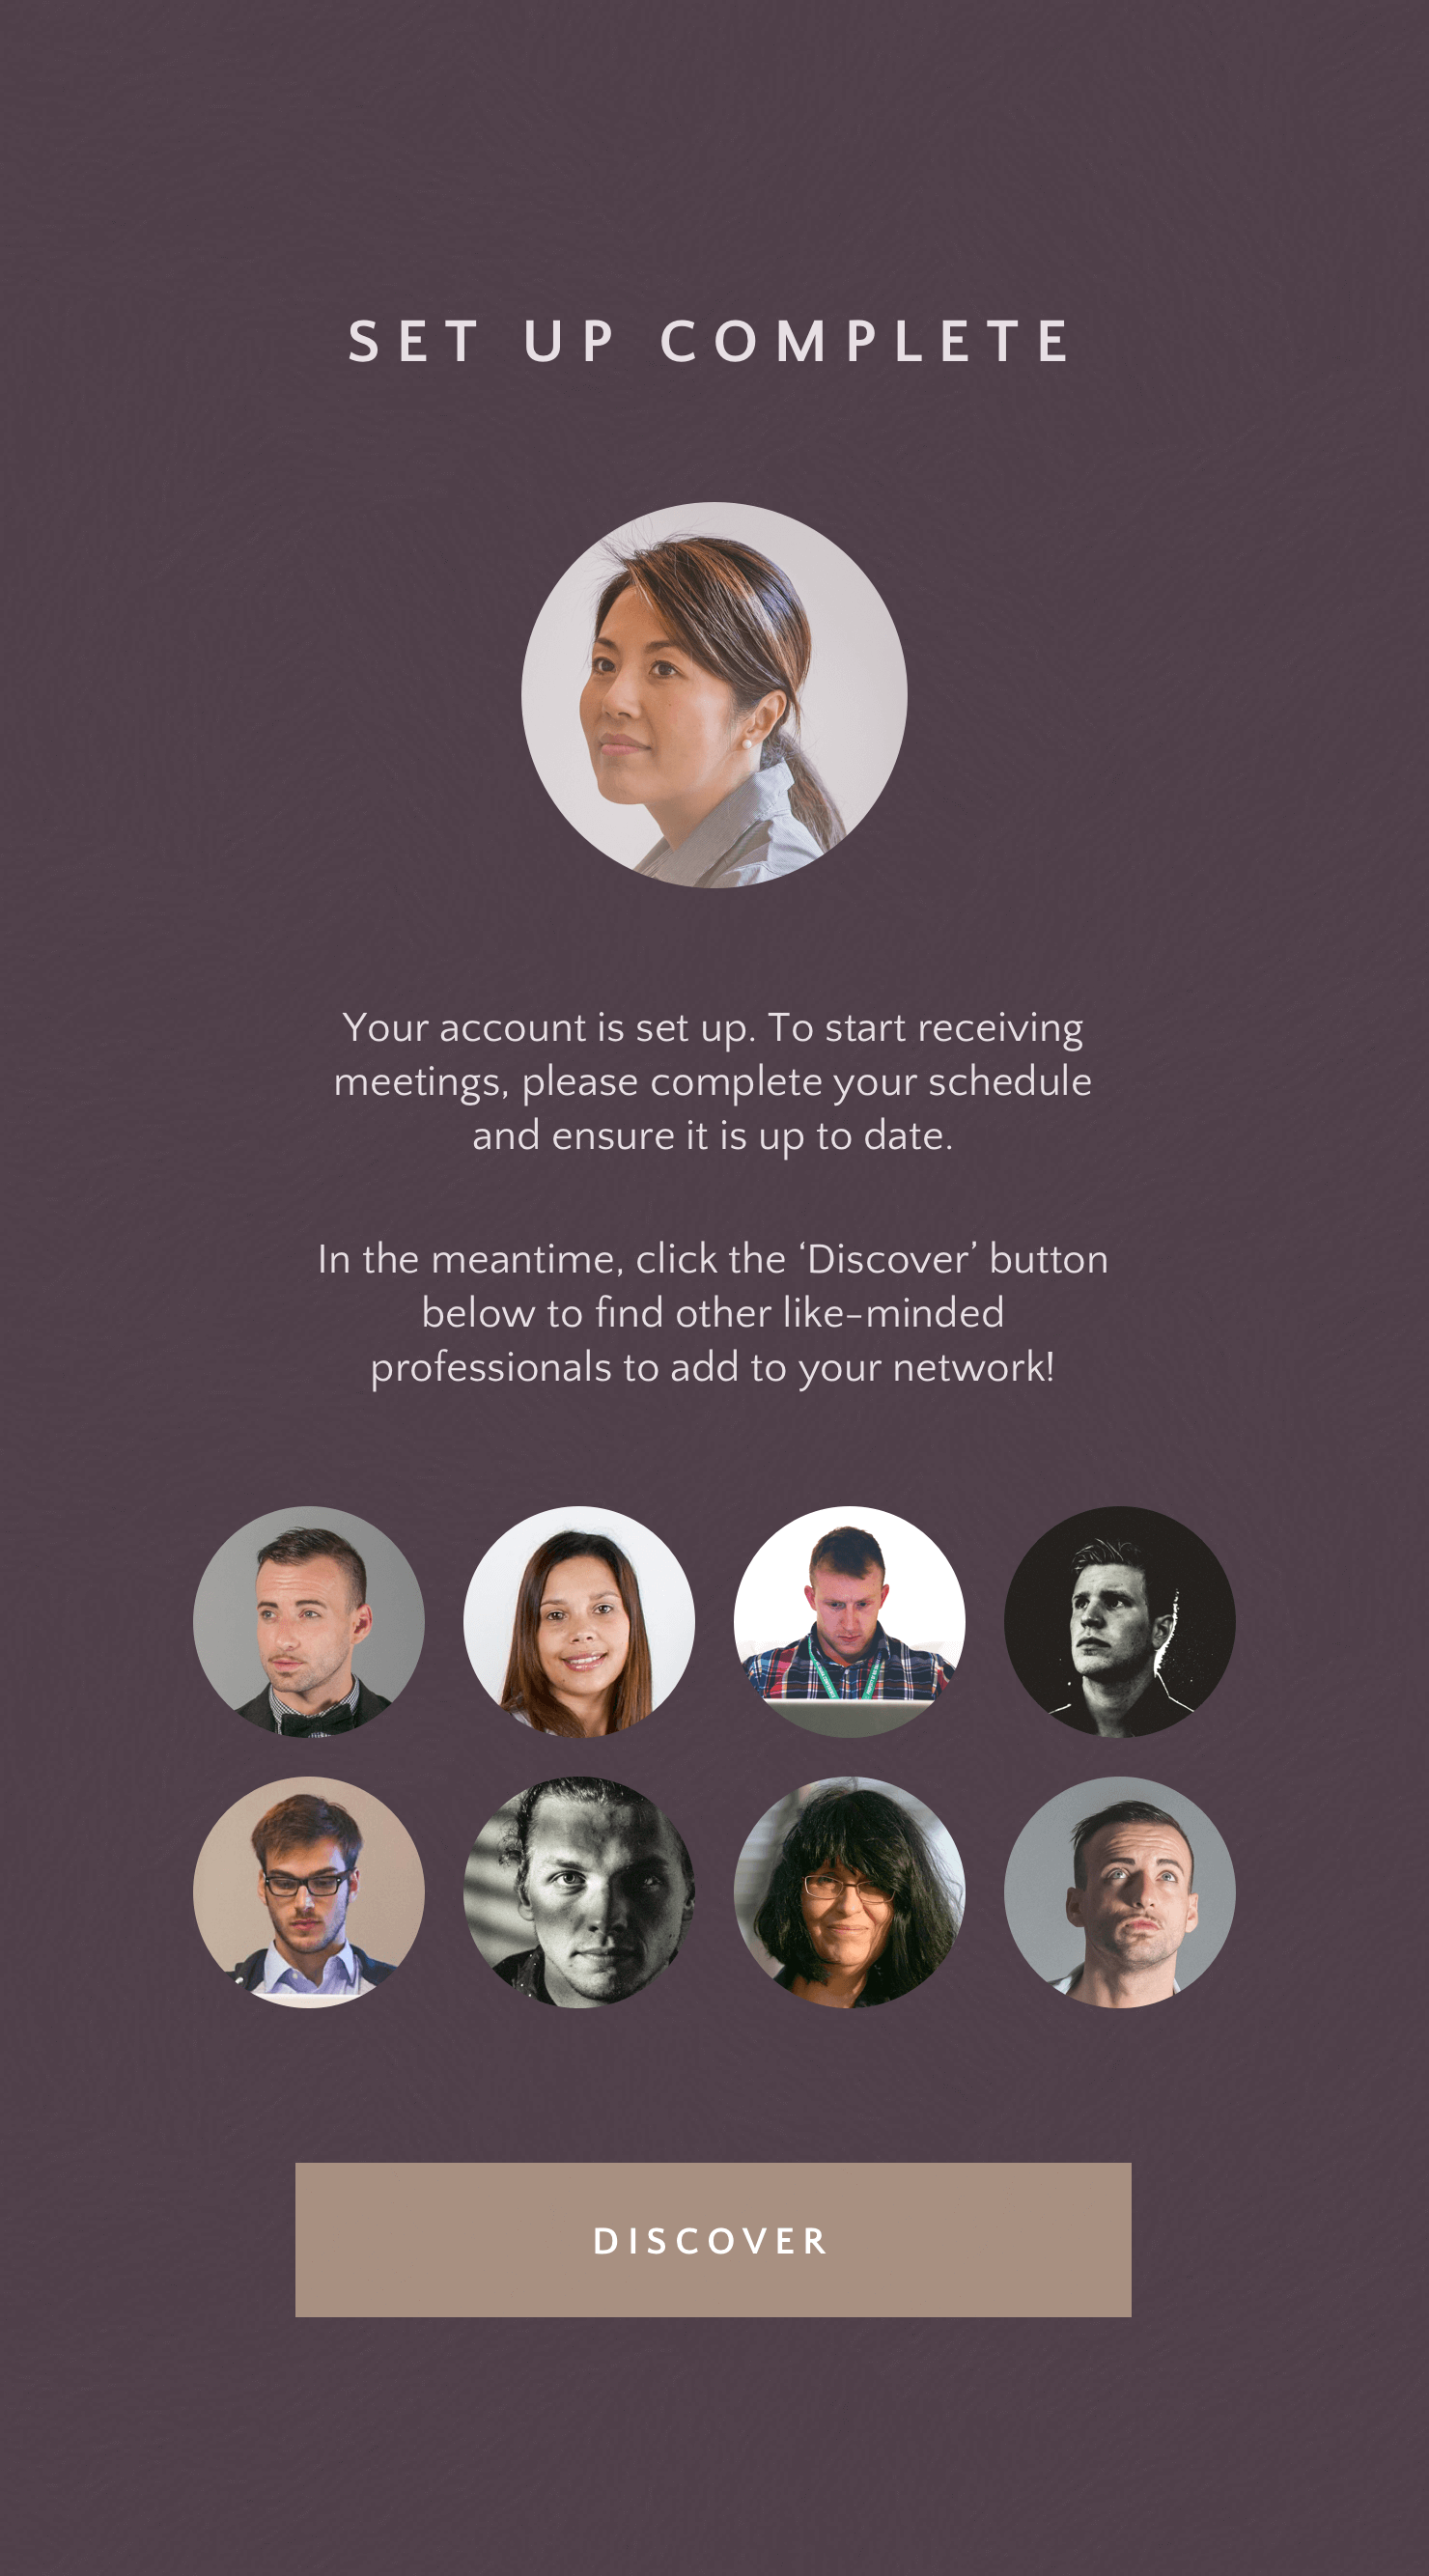 SET UP COMPLETE
Your account is set up. To start receiving
meetings, please complete your schedule
and ensure it is up to date.
In the meantime, click the ‘Discover’ button
below to find other like-minded
professionals to add to your network!
DISCOVER